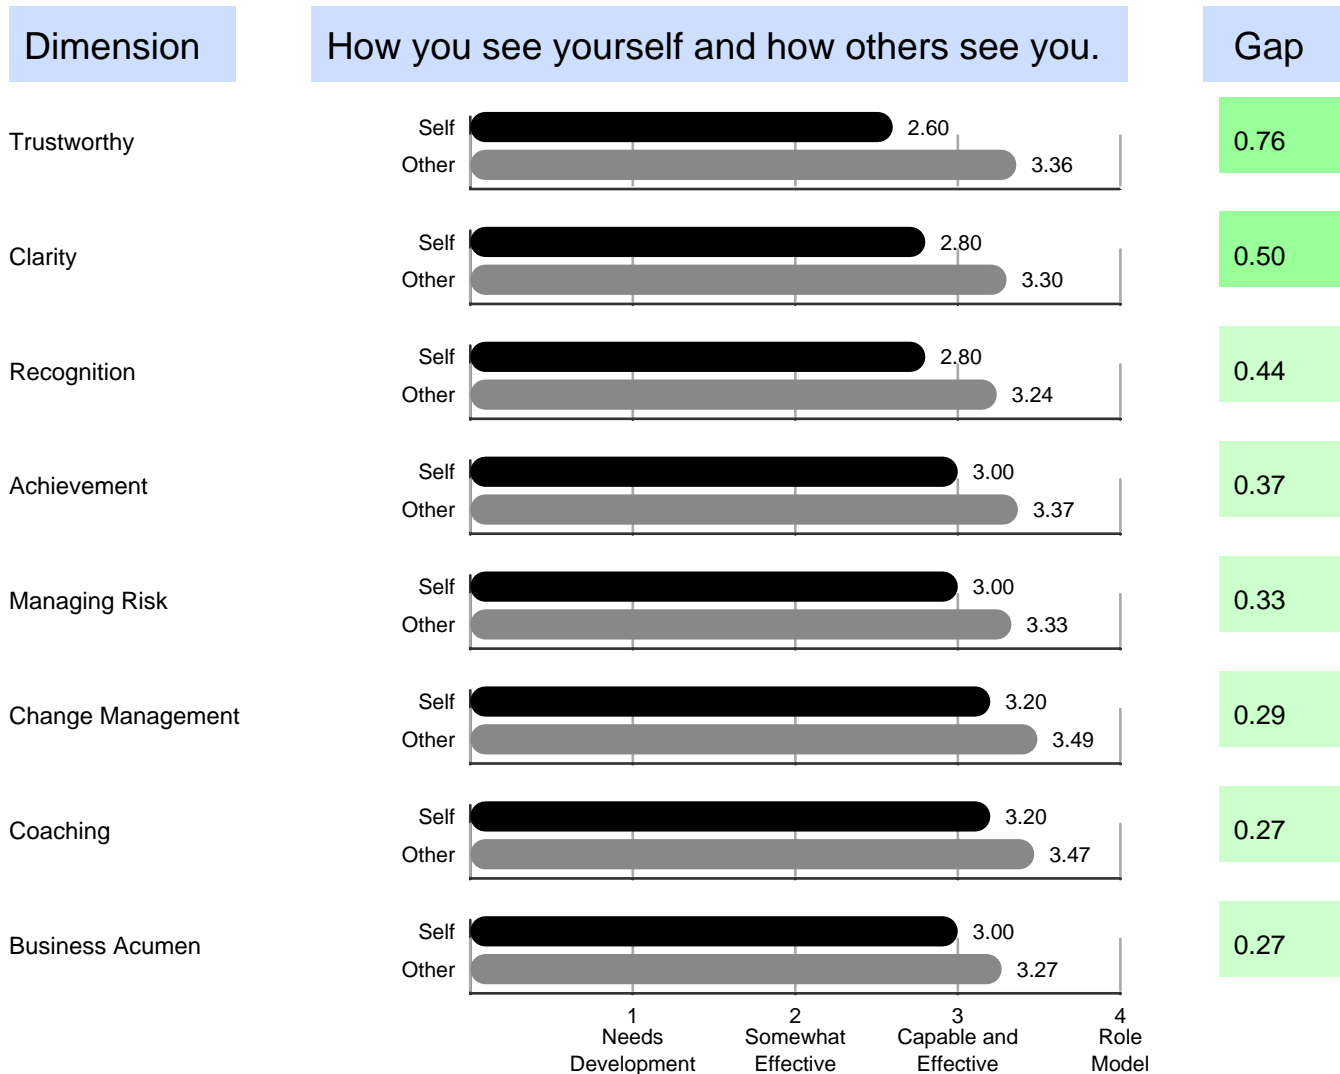 Dimension
How you see yourself and how others see you.
Gap
Trustworthy
Self
2.60
Other
3.36
0.76
Clarity
Self
2.80
Other
3.30
0.50
Recognition
Self
2.80
Other
3.24
0.44
Achievement
Self
3.00
Other
3.37
0.37
Managing Risk
Self
3.00
Other
3.33
0.33
Change Management
Self
3.20
Other
3.49
0.29
Coaching
Self
3.20
Other
3.47
0.27
Business Acumen
Self
3.00
Other
3.27
0.27
1
Needs
Development
2
Somewhat
Effective
3
Capable and
Effective
4
Role
Model